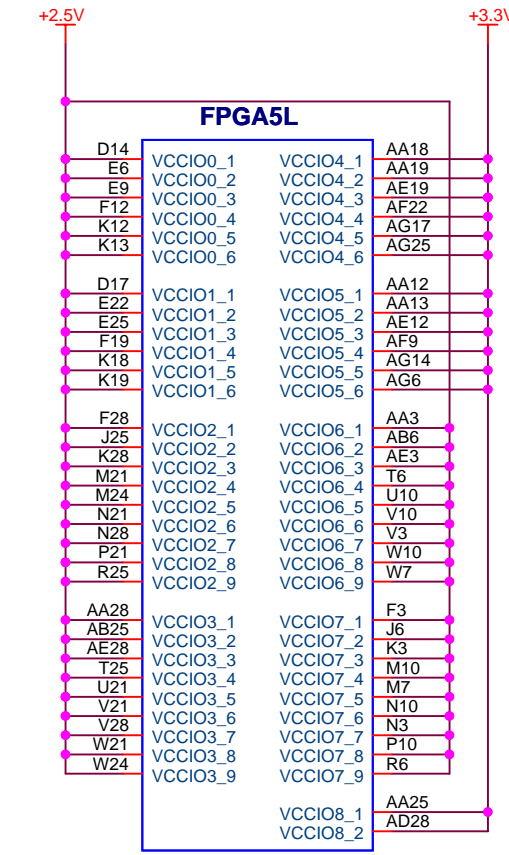 +2.5V
+3.3V
FPGA5L
D14 VCCIO0_1 VCCIO4_1 AA18
E6 VCCIO0_2 VCCIO4_2 AA19
E9 VCCIO0_3 VCCIO4_3 AE19
F12 VCCIO0_4 VCCIO4_4 AF22
K12 VCCIO0_5 VCCIO4_5 AG17
K13 VCCIO0_6 VCCIO4_6 AG25
D17 VCCIO1_1 VCCIO5_1 AA12
E22 VCCIO1_2 VCCIO5_2 AA13
E25 VCCIO1_3 VCCIO5_3 AE12
F19 VCCIO1_4 VCCIO5_4 AF9
K18 VCCIO1_5 VCCIO5_5 AG14
K19 VCCIO1_6 VCCIO5_6 AG6
F28 VCCIO2_1 VCCIO6_1 AA3
J25 VCCIO2_2 VCCIO6_2 AB6
K28 VCCIO2_3 VCCIO6_3 AE3
M21 VCCIO2_4 VCCIO6_4 T6
M24 VCCIO2_5 VCCIO6_5 U10
N21 VCCIO2_6 VCCIO6_6 V10
N28 VCCIO2_7 VCCIO6_7 V3
P21 VCCIO2_8 VCCIO6_8 W10
R25 VCCIO2_9 VCCIO6_9 W7
AA28 VCCIO3_1 VCCIO7_1 F3
AB25 VCCIO3_2 VCCIO7_2 J6
AE28 VCCIO3_3 VCCIO7_3 K3
T25 VCCIO3_4 VCCIO7_4 M10
U21 VCCIO3_5 VCCIO7_5 M7
V21 VCCIO3_6 VCCIO7_6 N10
V28 VCCIO3_7 VCCIO7_7 N3
W21 VCCIO3_8 VCCIO7_8 P10
W24 VCCIO3_9 VCCIO7_9 R6
VCCIO8_1 AA25
VCCIO8_2 AD28